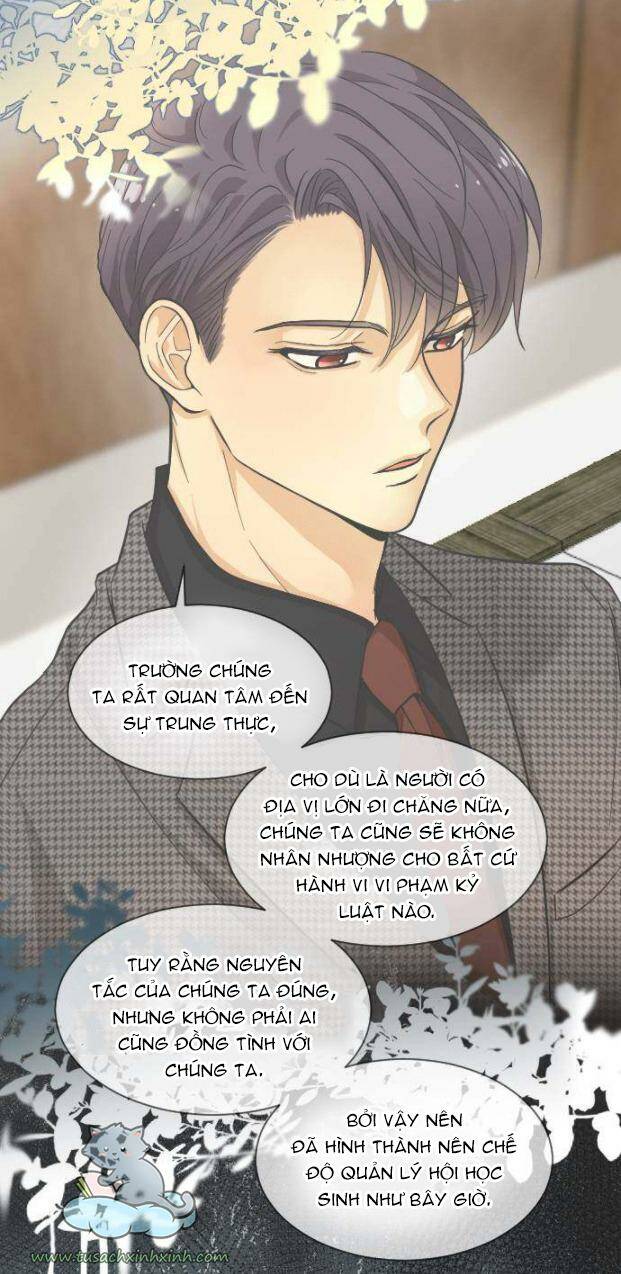 TRƯỜNG CHÚNG
TA RẤT QUAN TÂM ĐẾN
SỰ TRUNG THỰC,
CHO DÙ LÀ NGƯỜI CÓ
ĐỊA VỊ LỚN ĐI CHĂNG NỮA,
CHÚNG TA CŨNG SẼ KHÔNG
NHÂN NHƯỢNG CHO BẤT CỨ
HÀNH VI VI PHẠM KỶ
LUẬT NÀO.
TUY RẰNG NGUYÊN
TẮC CỦA CHÚNG TA ĐÚNG,
NHƯNG KHÔNG PHẢI AI
CŨNG ĐỒNG TÌNH VỚI
CHÚNG TA.
BỞI VẬY NÊN
ĐÃ HÌNH THÀNH NÊN CHẾ
ĐỘ QUẢN LÝ HỘI HỌC
SINH NHƯ BÂY GIỜ.
www.tusachxinhxinh.com